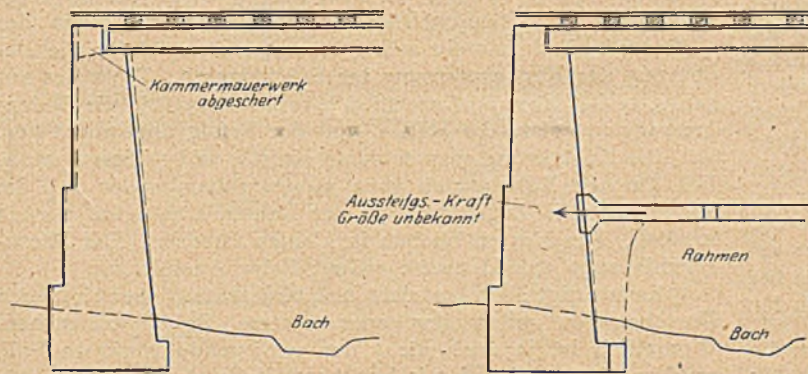 Kammermauerwerk
abgeschert
Bach
Aussteifgs.-Kraft
Größe unbekannt
Rahmen
Bach